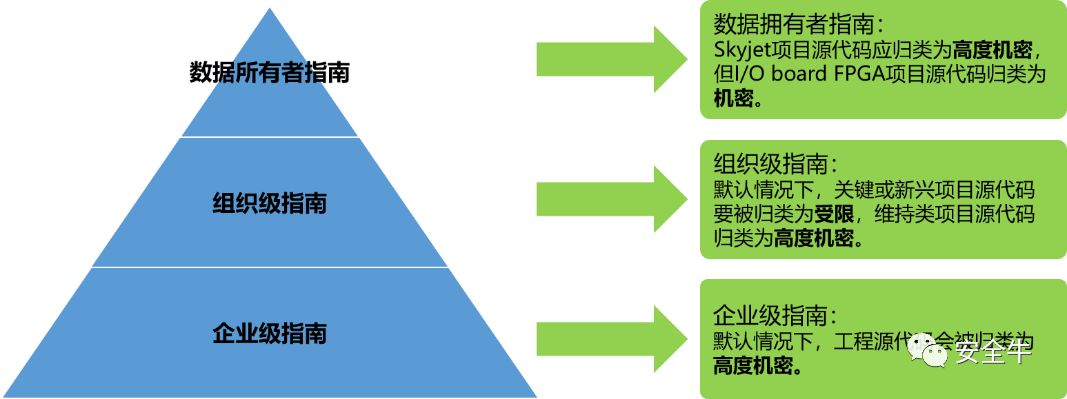 数据所有者指南
数据拥有者指南：
Skyjet项目源代码应归类为高度机密，
但I/O board FPGA项目源代码归类为
机密。
组织级指南
组织级指南：
默认情况下，关键或新兴项目源代码
要被归类为受限，维持类项目源代码
归类为高度机密。
企业级指南
企业级指南：
默认情况下，工程源代码会被归类为
高度机密。
安全牛